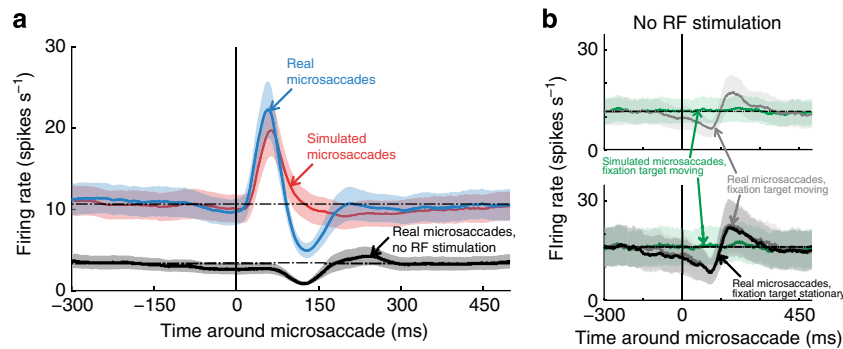 a
Firing rate (spikes s⁻¹)
30
20
10
0
Real
microsaccades
Simulated
microsaccades
Real microsaccades,
no RF stimulation
−300
−150
0
150
300
Time around microsaccade (ms)
b
No RF stimulation
FIring rate (spikes s⁻¹)
30
0
Simulated microsaccades,
fixation target moving
Real microsaccades,
fixation target moving
30
0
Real microsaccades,
fixation target stationary
−300
0
450
Time around microsaccade (ms)